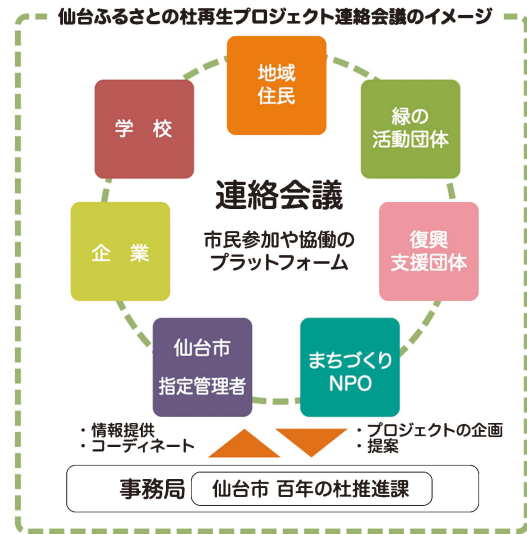 仙台ふるさとの杜再生プロジェクト連絡会議のイメージ
地域
住民
学 校
緑の
活動団体
連絡会議
市民参加や協働の
プラットフォーム
企 業
復興
支援団体
仙台市
指定管理者
まちづくり
NPO
・情報提供
・コーディネート
・プロジェクトの企画
・提案
事務局 仙台市 百年の杜推進課